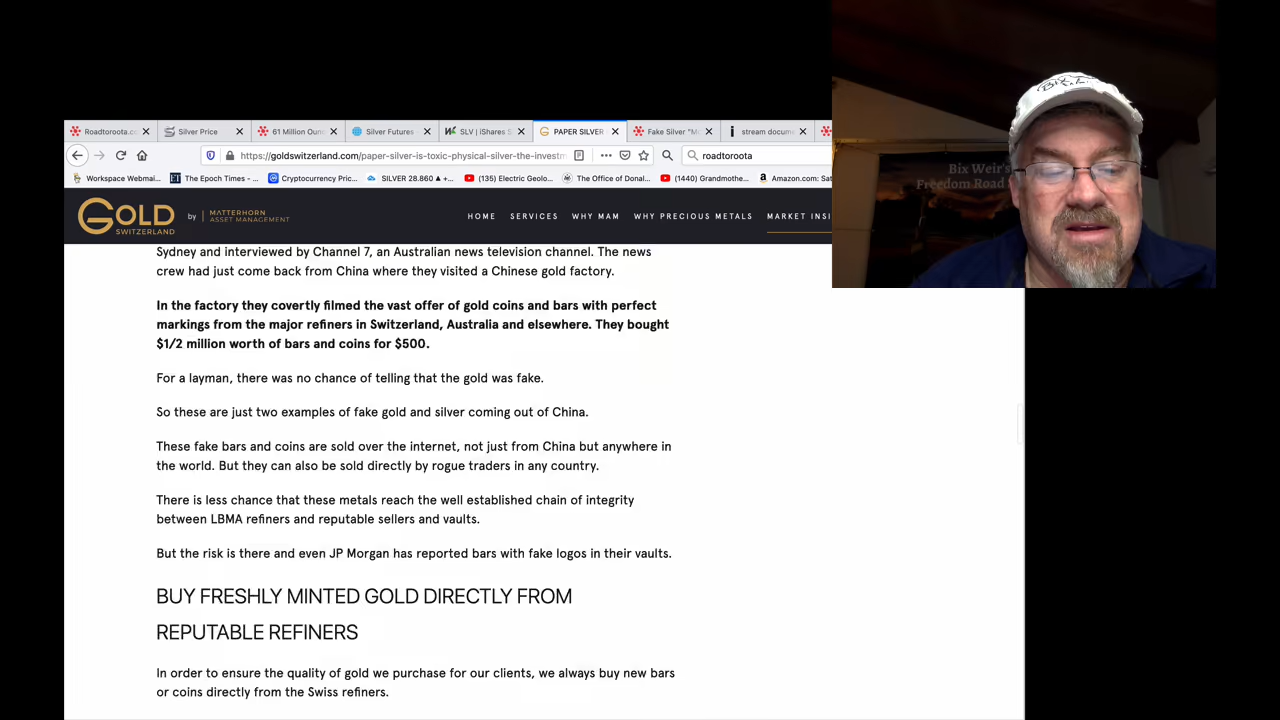 Roadtoroota.co
Silver Price
61 Million Oun
Silver Futures -
SLV | iShares S
PAPER SILVER
Fake Silver "M
stream docume
https://goldswitzerland.com/paper-silver-is-toxic-physical-silver-the-investm
roadtoroota
Workspace Webmai...
The Epoch Times - ...
Cryptocurrency Pric...
SILVER 28.860 ▲ +...
(135) Electric Geolo...
The Office of Donal...
(1440) Grandmothe...
Amazon.com: Sat
GOLD
SWITZERLAND
by
MATTERHORN
ASSET MANAGEMENT
HOME
SERVICES
WHY MAM
WHY PRECIOUS METALS
MARKET INSI
Bix Weir's
Freedom Road
Sydney and interviewed by Channel 7, an Australian news television channel. The news
crew had just come back from China where they visited a Chinese gold factory.
In the factory they covertly filmed the vast offer of gold coins and bars with perfect
markings from the major refiners in Switzerland, Australia and elsewhere. They bought
$1/2 million worth of bars and coins for $500.
For a layman, there was no chance of telling that the gold was fake.
So these are just two examples of fake gold and silver coming out of China.
These fake bars and coins are sold over the internet, not just from China but anywhere in
the world. But they can also be sold directly by rogue traders in any country.
There is less chance that these metals reach the well established chain of integrity
between LBMA refiners and reputable sellers and vaults.
But the risk is there and even JP Morgan has reported bars with fake logos in their vaults.
BUY FRESHLY MINTED GOLD DIRECTLY FROM
REPUTABLE REFINERS
In order to ensure the quality of gold we purchase for our clients, we always buy new bars
or coins directly from the Swiss refiners.